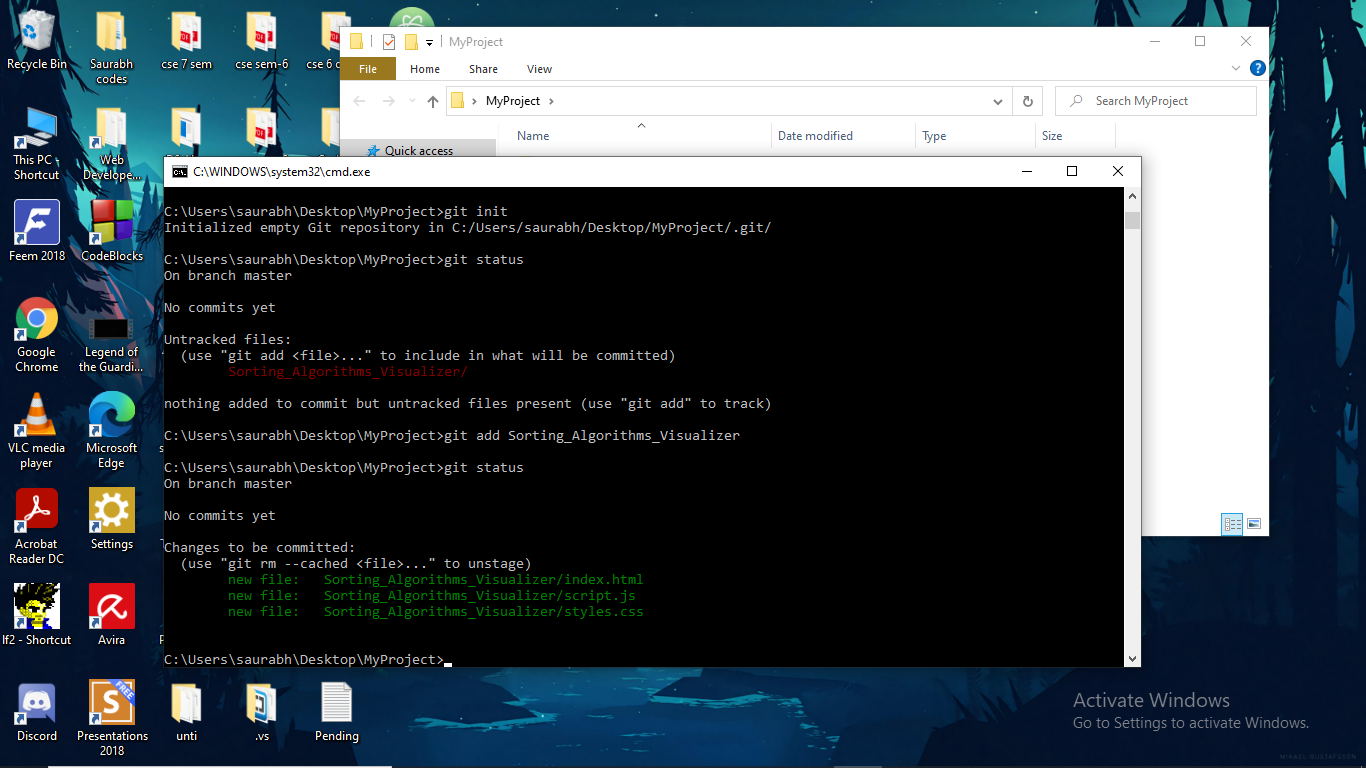 Recycle Bin
Saurabh
codes
cse 7 sem
cse sem-6
cse 6
This PC -
Shortcut
Web
Develope...
Feem 2018
CodeBlocks
Google
Chrome
Legend of
the Guardi...
VLC media
player
Microsoft
Edge
Acrobat
Reader DC
Settings
lf2 - Shortcut
Avira
Discord
Presentations
2018
FREE
unti
.vs
Pending
MyProject
File
Home
Share
View
MyProject
Search MyProject
Name
Date modified
Type
Size
Quick access
C:\WINDOWS\system32\cmd.exe
C:\Users\saurabh\Desktop\MyProject>git init
Initialized empty Git repository in C:/Users/saurabh/Desktop/MyProject/.git/
C:\Users\saurabh\Desktop\MyProject>git status
On branch master
No commits yet
Untracked files:
(use "git add <file>..." to include in what will be committed)
Sorting_Algorithms_Visualizer/
nothing added to commit but untracked files present (use "git add" to track)
C:\Users\saurabh\Desktop\MyProject>git add Sorting_Algorithms_Visualizer
C:\Users\saurabh\Desktop\MyProject>git status
On branch master
No commits yet
Changes to be committed:
(use "git rm --cached <file>..." to unstage)
new file:   Sorting_Algorithms_Visualizer/index.html
new file:   Sorting_Algorithms_Visualizer/script.js
new file:   Sorting_Algorithms_Visualizer/styles.css
C:\Users\saurabh\Desktop\MyProject>
Activate Windows
Go to Settings to activate Windows.